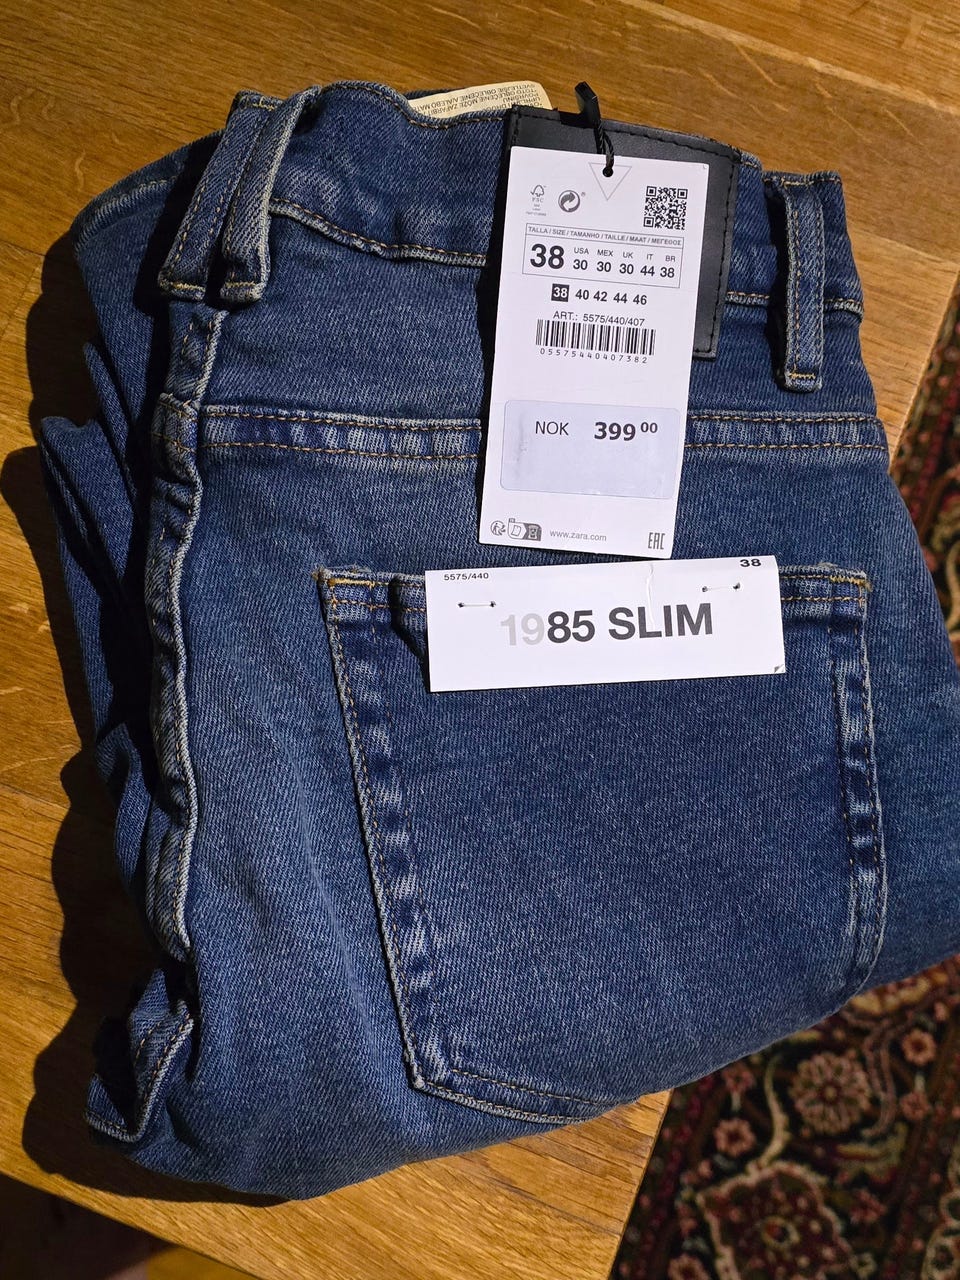 FSC
TALLA / SIZE / TAMANHO / TAILLE / MAAT / ΜΕΓΕΘΟΣ
38
USA MEX UK IT BR
30 30 30 44 38
38 40 42 44 46
ART.: 5575/440/407
05575440407382
NOK 399 00
www.zara.com
EAC
5575/440
38
1985 SLIM